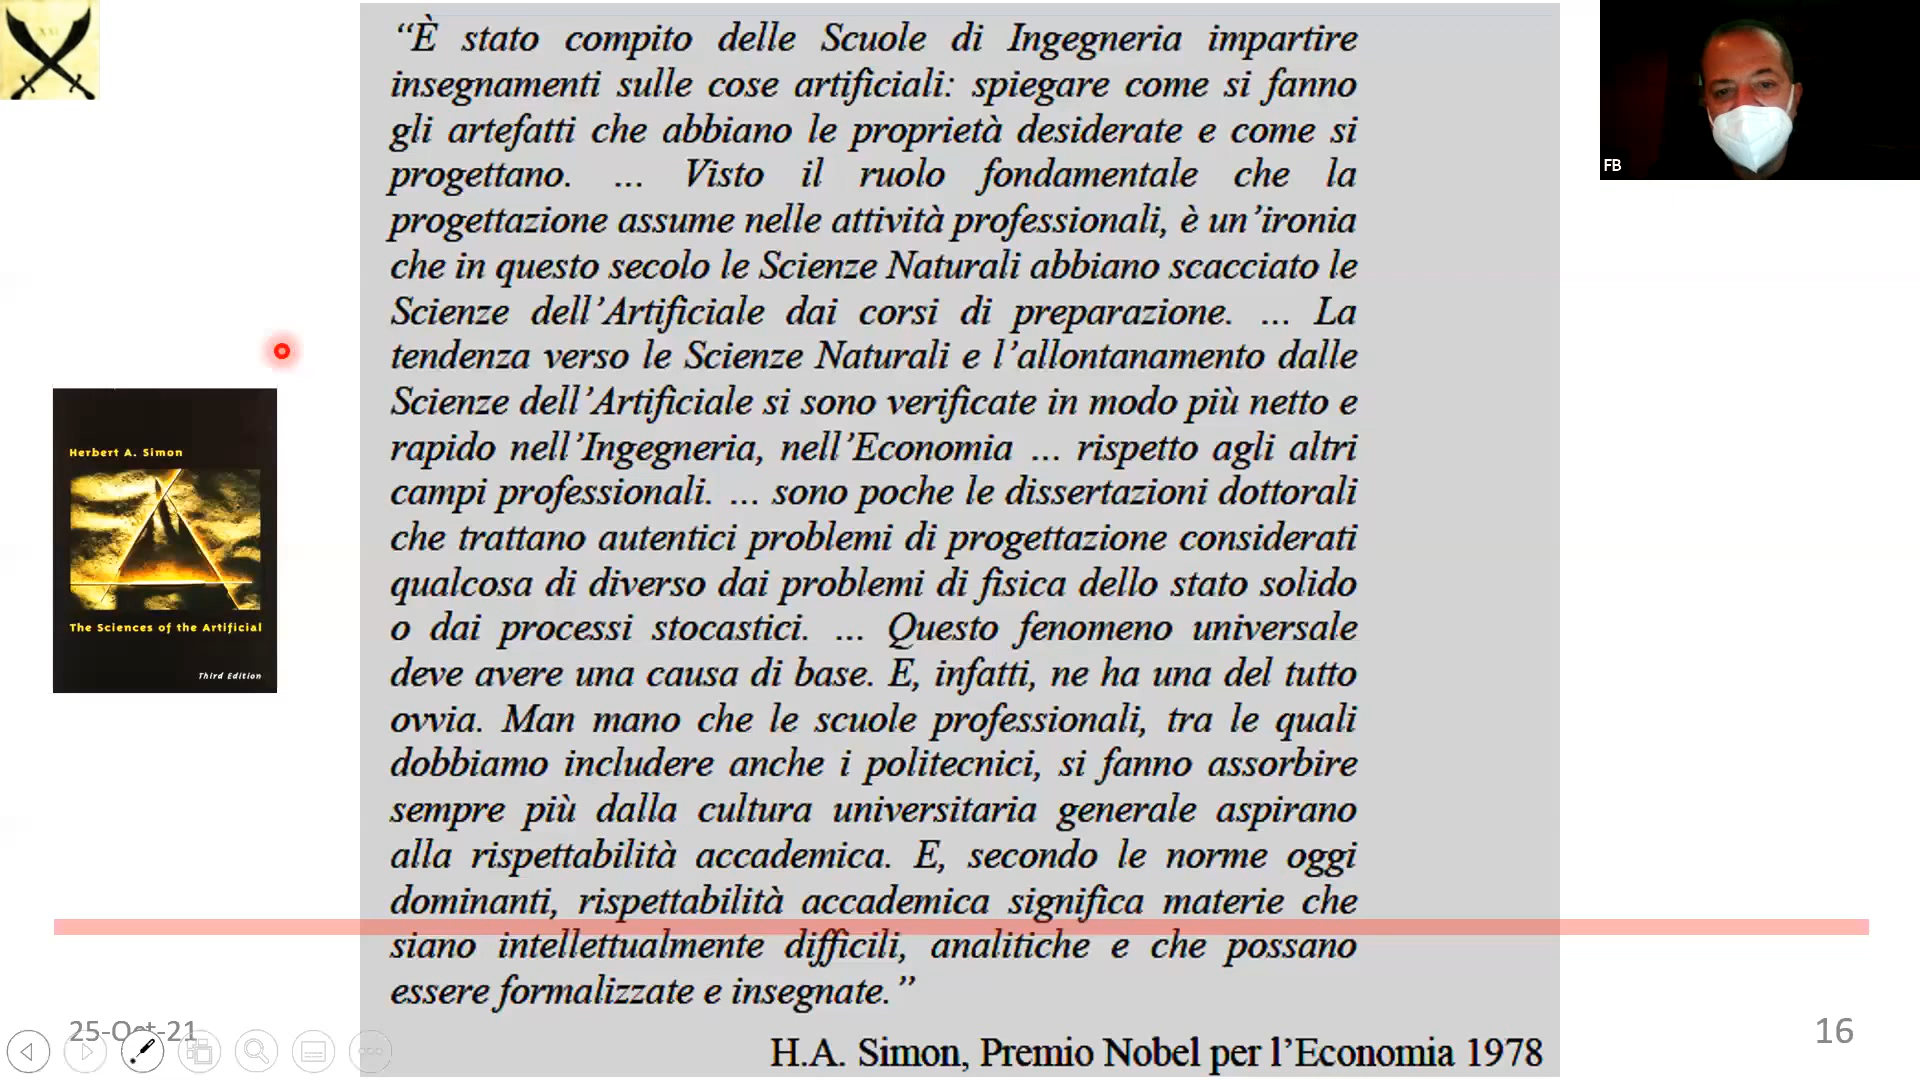 “È stato compito delle Scuole di Ingegneria impartire
insegnamenti sulle cose artificiali: spiegare come si fanno
gli artefatti che abbiano le proprietà desiderate e come si
progettano. ... Visto il ruolo fondamentale che la
progettazione assume nelle attività professionali, è un’ironia
che in questo secolo le Scienze Naturali abbiano scacciato le
Scienze dell’Artificiale dai corsi di preparazione. ... La
tendenza verso le Scienze Naturali e l’allontanamento dalle
Scienze dell’Artificiale si sono verificate in modo più netto e
rapido nell’Ingegneria, nell’Economia ... rispetto agli altri
campi professionali. ... sono poche le dissertazioni dottorali
che trattano autentici problemi di progettazione considerati
qualcosa di diverso dai problemi di fisica dello stato solido
o dai processi stocastici. ... Questo fenomeno universale
deve avere una causa di base. E, infatti, ne ha una del tutto
ovvia. Man mano che le scuole professionali, tra le quali
dobbiamo includere anche i politecnici, si fanno assorbire
sempre più dalla cultura universitaria generale aspirano
alla rispettabilità accademica. E, secondo le norme oggi
dominanti, rispettabilità accademica significa materie che
siano intellettualmente difficili, analitiche e che possano
essere formalizzate e insegnate.”
H.A. Simon, Premio Nobel per l’Economia 1978
Herbert A. Simon
The Sciences of the Artificial
Third Edition
FB
25-Oct-21
16